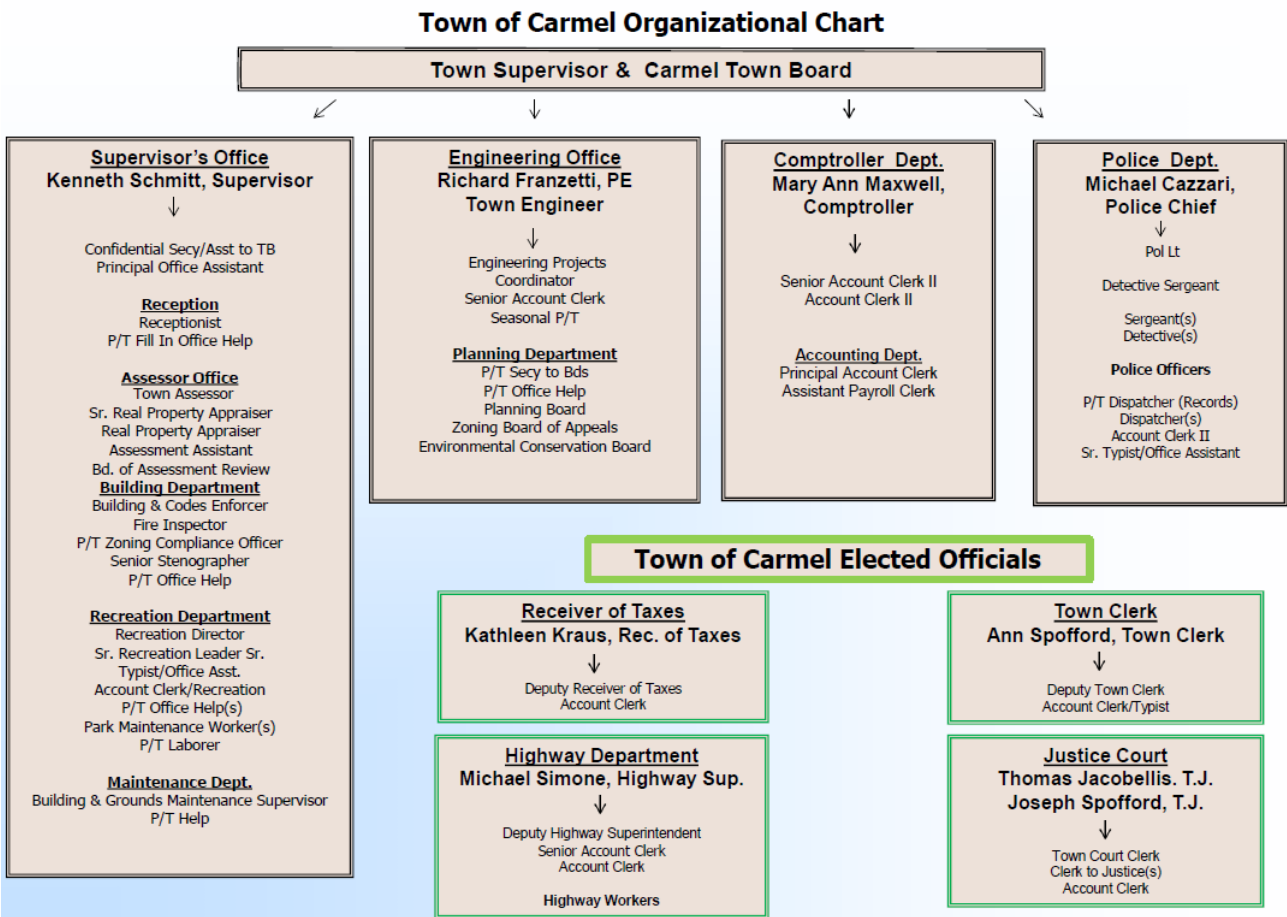 Town of Carmel Organizational Chart
Town Supervisor & Carmel Town Board
Supervisor's Office
Kenneth Schmitt, Supervisor
Confidential Secy/Asst to TB
Principal Office Assistant
Reception
Receptionist
P/T Fill In Office Help
Assessor Office
Town Assessor
Sr. Real Property Appraiser
Real Property Appraiser
Assessment Assistant
Bd. of Assessment Review
Building Department
Building & Codes Enforcer
Fire Inspector
P/T Zoning Compliance Officer
Senior Stenographer
P/T Office Help
Recreation Department
Recreation Director
Sr. Recreation Leader Sr.
Typist/Office Asst.
Account Clerk/Recreation
P/T Office Help(s)
Park Maintenance Worker(s)
P/T Laborer
Maintenance Dept.
Building & Grounds Maintenance Supervisor
P/T Help
Engineering Office
Richard Franzetti, PE
Town Engineer
Engineering Projects
Coordinator
Senior Account Clerk
Seasonal P/T
Planning Department
P/T Secy to Bds
P/T Office Help
Planning Board
Zoning Board of Appeals
Environmental Conservation Board
Comptroller Dept.
Mary Ann Maxwell,
Comptroller
Senior Account Clerk II
Account Clerk II
Accounting Dept.
Principal Account Clerk
Assistant Payroll Clerk
Police Dept.
Michael Cazzari,
Police Chief
Pol Lt
Detective Sergeant
Sergeant(s)
Detective(s)
Police Officers
P/T Dispatcher (Records)
Dispatcher(s)
Account Clerk II
Sr. Typist/Office Assistant
Town of Carmel Elected Officials
Receiver of Taxes
Kathleen Kraus, Rec. of Taxes
Deputy Receiver of Taxes
Account Clerk
Town Clerk
Ann Spofford, Town Clerk
Deputy Town Clerk
Account Clerk/Typist
Highway Department
Michael Simone, Highway Sup.
Deputy Highway Superintendent
Senior Account Clerk
Account Clerk
Highway Workers
Justice Court
Thomas Jacobellis. T.J.
Joseph Spofford, T.J.
Town Court Clerk
Clerk to Justice(s)
Account Clerk